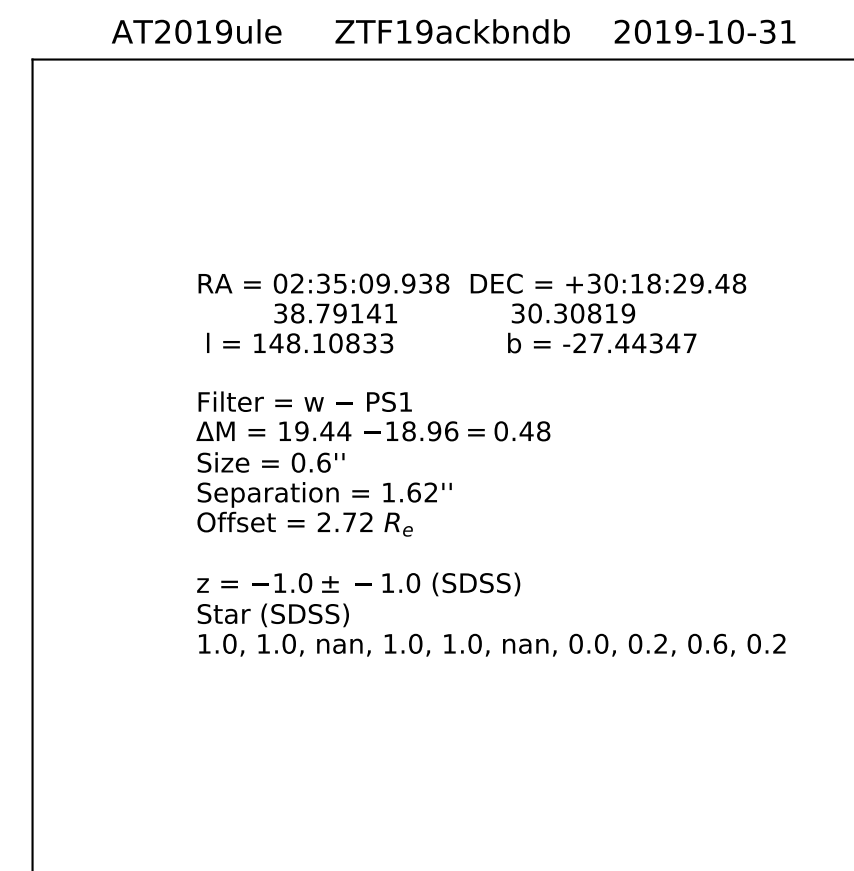 AT2019ule ZTF19ackbndb 2019-10-31
RA = 02:35:09.938 DEC = +30:18:29.48
38.79141 30.30819
l = 148.10833 b = -27.44347
Filter = w − PS1
ΔM = 19.44 −18.96 = 0.48
Size = 0.6''
Separation = 1.62''
Offset = 2.72 Re
z = −1.0 ± − 1.0 (SDSS)
Star (SDSS)
1.0, 1.0, nan, 1.0, 1.0, nan, 0.0, 0.2, 0.6, 0.2